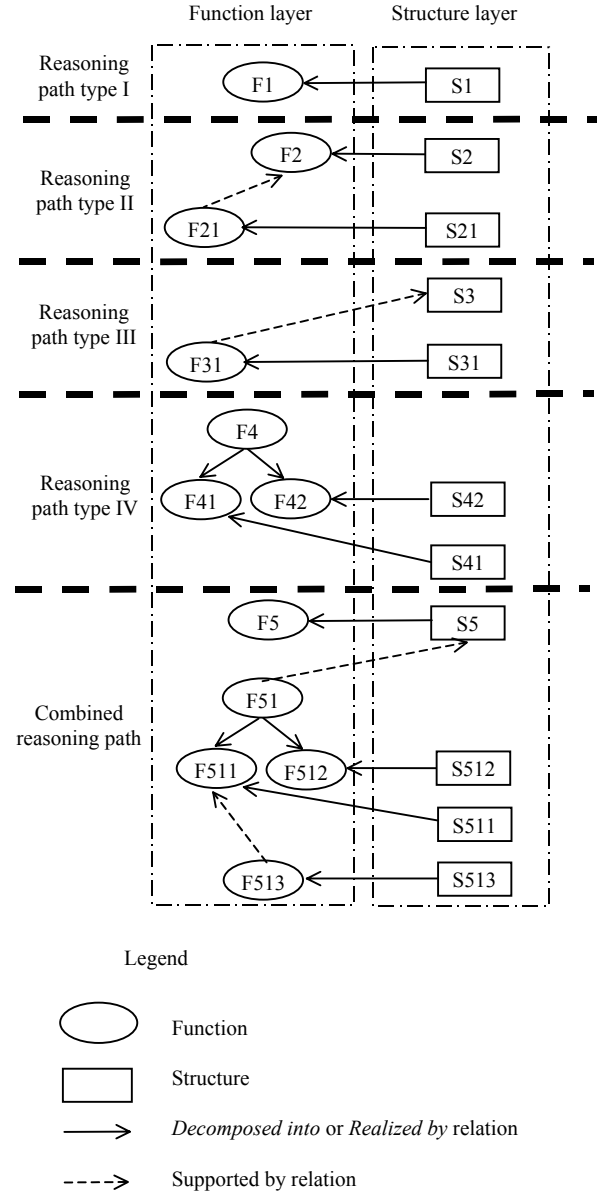 Function layer Structure layer
Reasoning
path type I
F1 S1
F2 S2
Reasoning
path type II
F21 S21
S3
Reasoning
path type III
F31 S31
F4
Reasoning
path type IV
F41 F42 S42
S41
F5 S5
F51
Combined
reasoning path
F511 F512 S512
S511
F513 S513
Legend
Function
Structure
Decomposed into or Realized by relation
Supported by relation